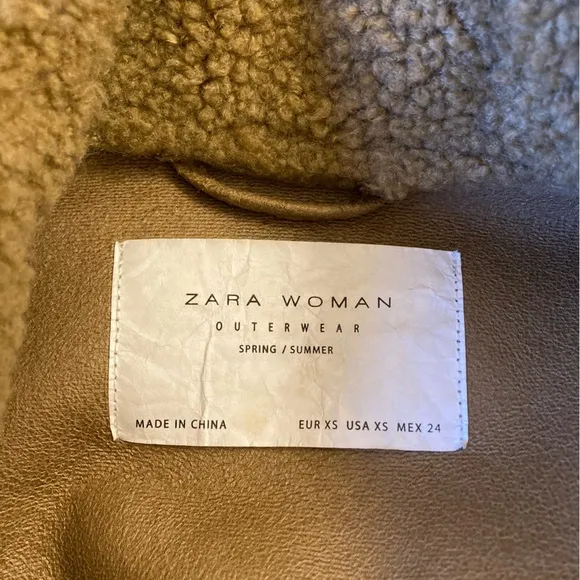 ZARA WOMAN
OUTERWEAR
SPRING / SUMMER
MADE IN CHINA EUR XS USA XS MEX 24